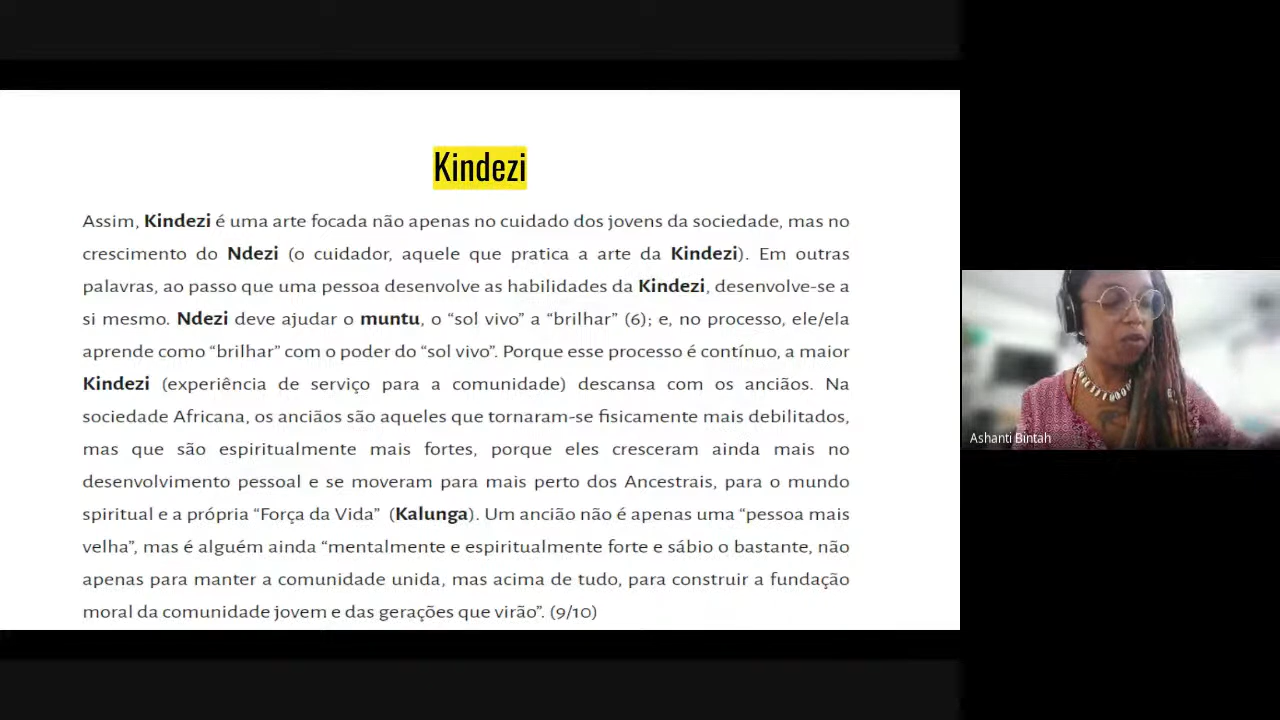 Kindezi
Assim, Kindezi é uma arte focada não apenas no cuidado dos jovens da sociedade, mas no
crescimento do Ndezi (o cuidador, aquele que pratica a arte da Kindezi). Em outras
palavras, ao passo que uma pessoa desenvolve as habilidades da Kindezi, desenvolve-se a
si mesmo. Ndezi deve ajudar o muntu, o “sol vivo” a “brilhar” (6); e, no processo, ele/ela
aprende como “brilhar” com o poder do “sol vivo”. Porque esse processo é contínuo, a maior
Kindezi (experiência de serviço para a comunidade) descansa com os anciãos. Na
sociedade Africana, os anciãos são aqueles que tornaram-se fisicamente mais debilitados,
mas que são espiritualmente mais fortes, porque eles cresceram ainda mais no
desenvolvimento pessoal e se moveram para mais perto dos Ancestrais, para o mundo
spiritual e a própria “Força da Vida” (Kalunga). Um ancião não é apenas uma “pessoa mais
velha”, mas é alguém ainda “mentalmente e espiritualmente forte e sábio o bastante, não
apenas para manter a comunidade unida, mas acima de tudo, para construir a fundação
moral da comunidade jovem e das gerações que virão”. (9/10)
Ashanti Bintah